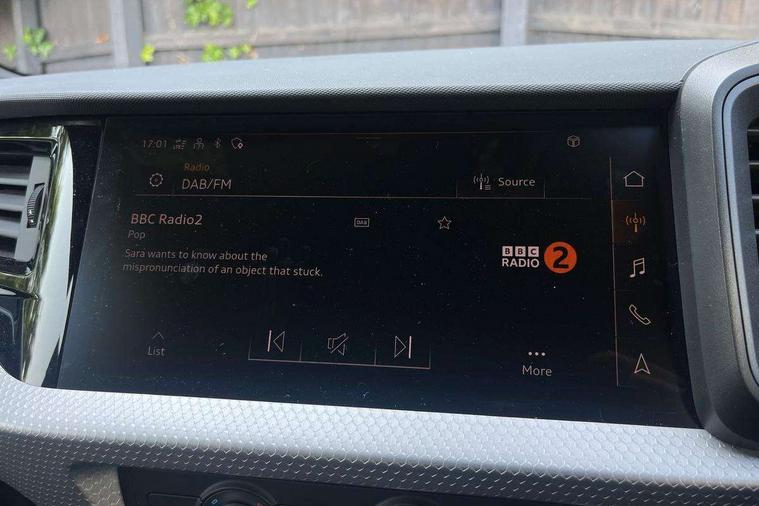 17:01
Radio
DAB/FM
Source
BBC Radio2
DAB
Pop
Sara wants to know about the
mispronunciation of an object that stuck.
BBC
RADIO 2
List
More